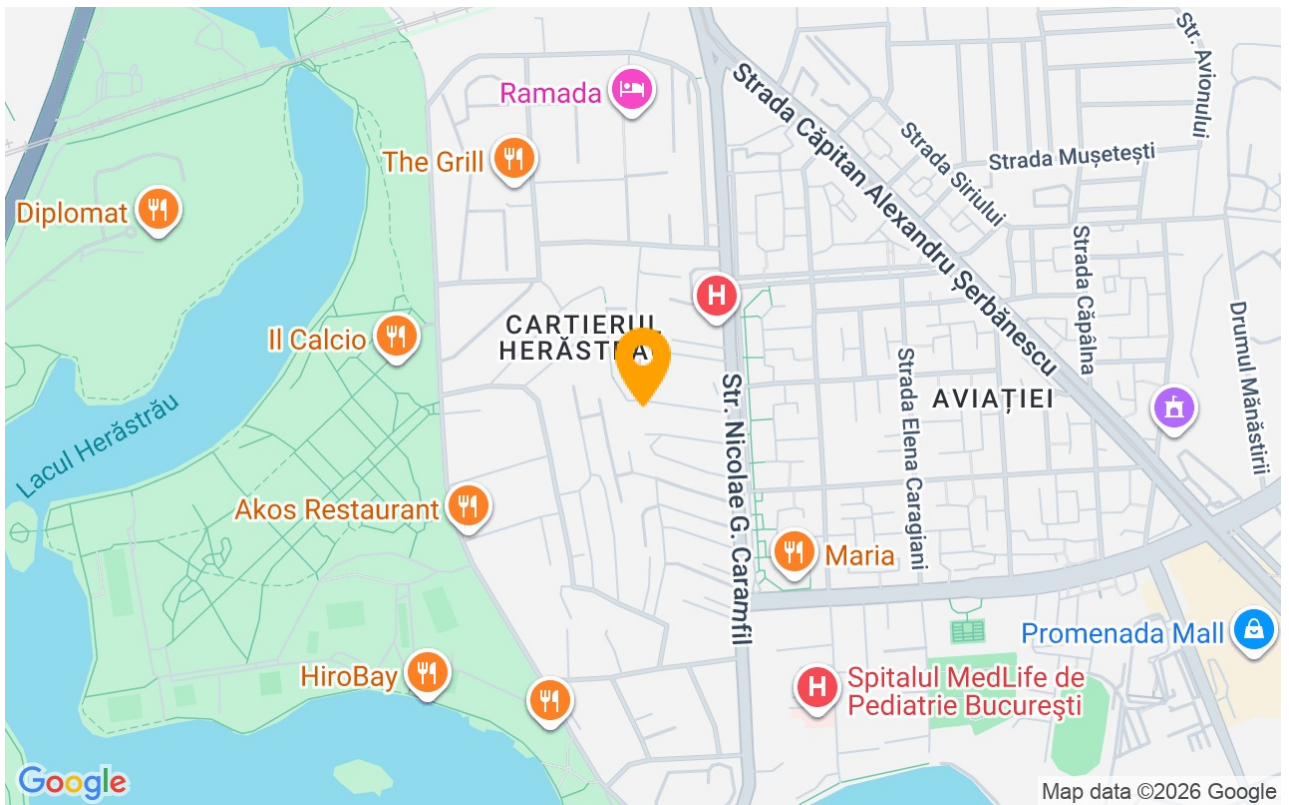 Str. Avionului
Ramada
Strada Căpitan Alexandru Șerbănescu
The Grill
Strada Siriului
Strada Mușetești
Diplomat
Strada Căpâlna
Drumul Mănăstirii
Il Calcio
CARTIERUL
Lacul Herăstrău
Str. Nicolae G. Caramfil
Strada Elena Caragiani
AVIAȚIEI
Akos Restaurant
Maria
Promenada Mall
HiroBay
Spitalul MedLife de
Pediatrie București
Google
Map data ©2026 Google